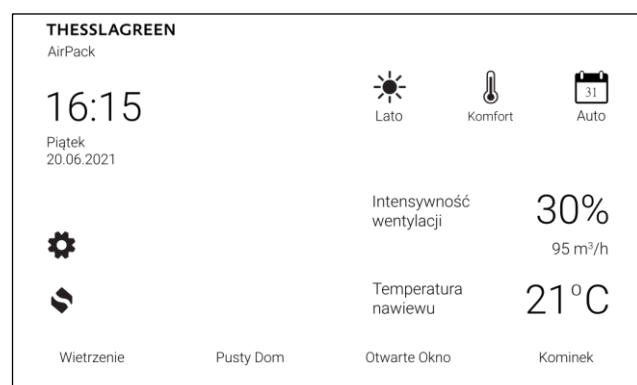 THESSLAGREEN
AirPack
16:15
Piątek
20.06.2021
31
Lato
Komfort
Auto
Intensywność
wentylacji
30%
95 m³/h
Temperatura
nawiewu
21°C
Wietrzenie
Pusty Dom
Otwarte Okno
Kominek